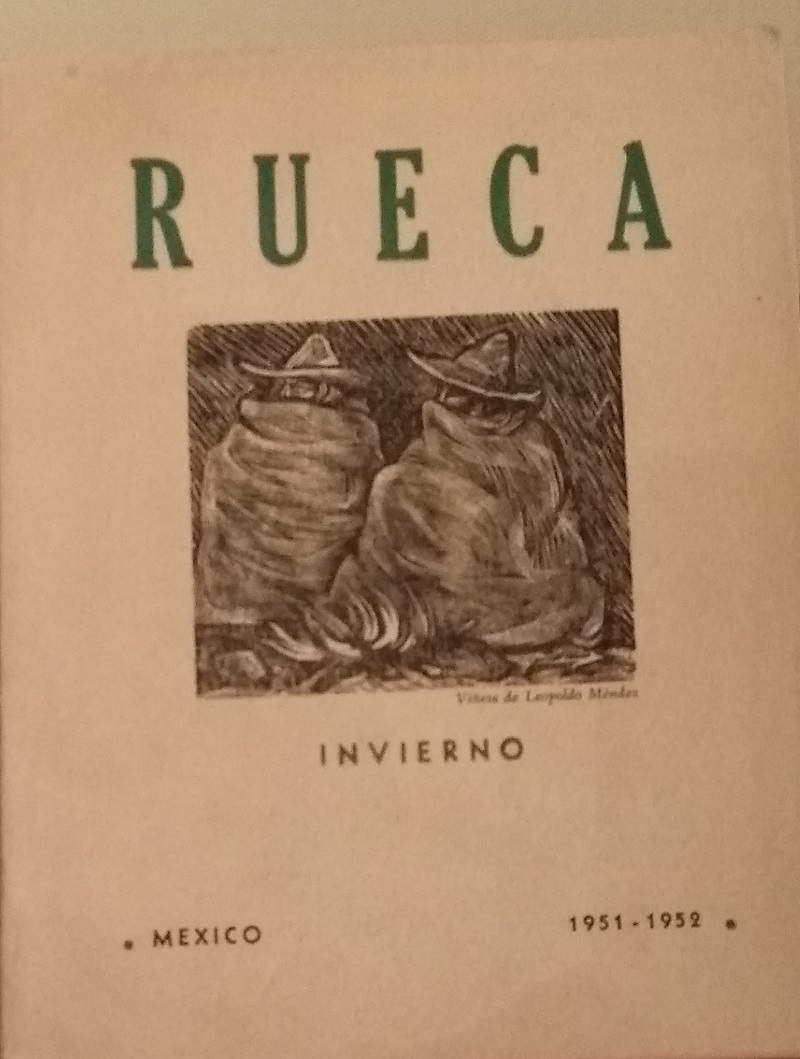 RUECA
Viñeta de Leopoldo Méndez
INVIERNO
MEXICO
1951-1952